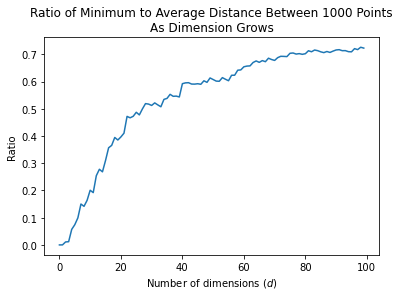 Ratio of Minimum to Average Distance Between 1000 Points
As Dimension Grows
Ratio
0.7
0.6
0.5
0.4
0.3
0.2
0.1
0.0
0 20 40 60 80 100
Number of dimensions (d)